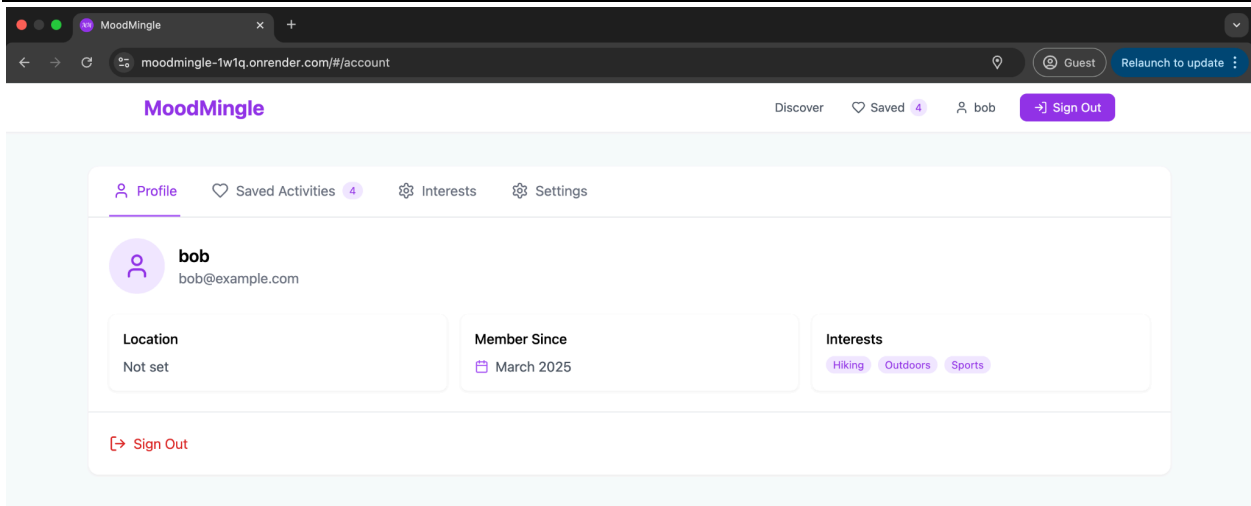 MoodMingle
moodmingle-1w1q.onrender.com/#/account
Guest
Relaunch to update
MoodMingle
Discover
Saved 4
bob
Sign Out
Profile
Saved Activities 4
Interests
Settings
bob
bob@example.com
Location
Not set
Member Since
March 2025
Interests
Hiking Outdoors Sports
Sign Out